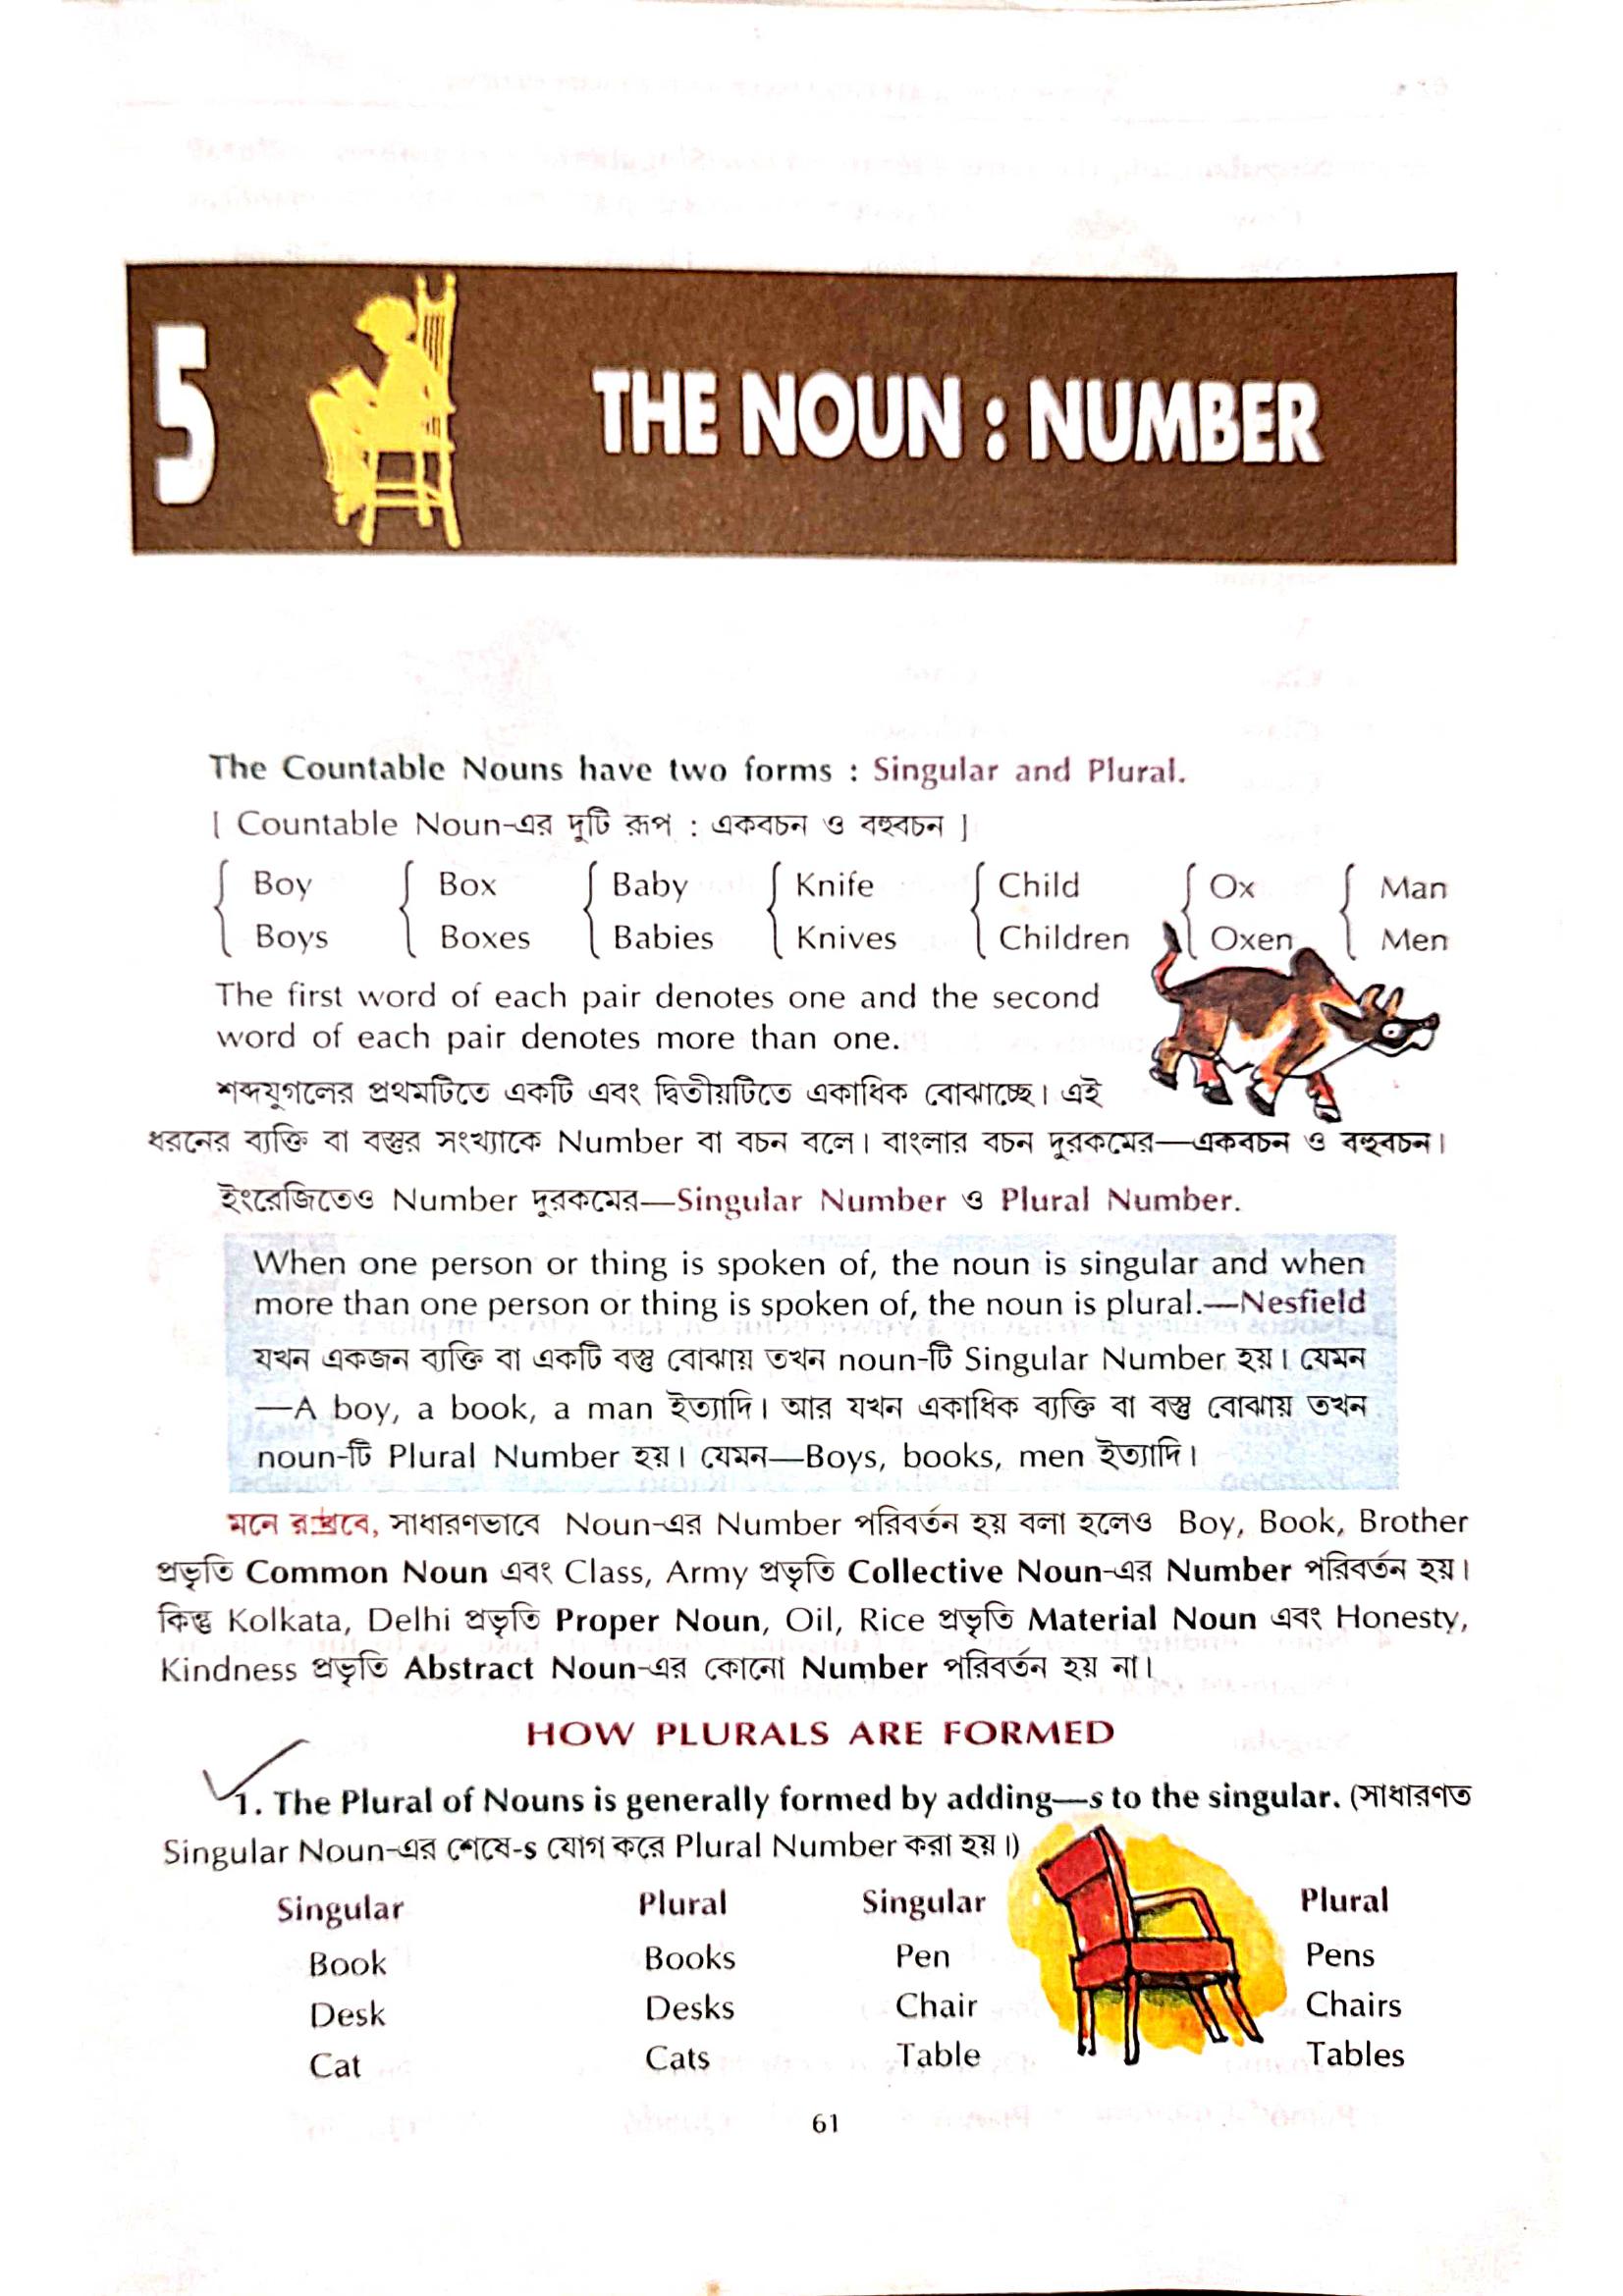 5
THE NOUN : NUMBER
The Countable Nouns have two forms : Singular and Plural.
[ Countable Noun-এর দুটি রূপ : একবচন ও বহুবচন ]
Boy Box Baby Knife Child Ox Man
Boys Boxes Babies Knives Children Oxen Men
The first word of each pair denotes one and the second
word of each pair denotes more than one.
শব্দযুগলের প্রথমটিতে একটি এবং দ্বিতীয়টিতে একাধিক বোঝাচ্ছে। এই
ধরনের ব্যক্তি বা বস্তুর সংখ্যাকে Number বা বচন বলে। বাংলার বচন দুরকমের—একবচন ও বহুবচন।
ইংরেজিতেও Number দুরকমের—Singular Number ও Plural Number.
When one person or thing is spoken of, the noun is singular and when
more than one person or thing is spoken of, the noun is plural.—Nesfield
যখন একজন ব্যক্তি বা একটি বস্তু বোঝায় তখন noun-টি Singular Number হয়। যেমন
—A boy, a book, a man ইত্যাদি। আর যখন একাধিক ব্যক্তি বা বস্তু বোঝায় তখন
noun-টি Plural Number হয়। যেমন—Boys, books, men ইত্যাদি।
মনে রাখবে, সাধারণভাবে Noun-এর Number পরিবর্তন হয় বলা হলেও Boy, Book, Brother
প্রভৃতি Common Noun এবং Class, Army প্রভৃতি Collective Noun-এর Number পরিবর্তন হয়।
কিন্তু Kolkata, Delhi প্রভৃতি Proper Noun, Oil, Rice প্রভৃতি Material Noun এবং Honesty,
Kindness প্রভৃতি Abstract Noun-এর কোনো Number পরিবর্তন হয় না।
HOW PLURALS ARE FORMED
1. The Plural of Nouns is generally formed by adding—s to the singular. (সাধারণত
Singular Noun-এর শেষে-s যোগ করে Plural Number করা হয়।)
Singular Plural Singular Plural
Book Books Pen Pens
Desk Desks Chair Chairs
Cat Cats Table Tables
61